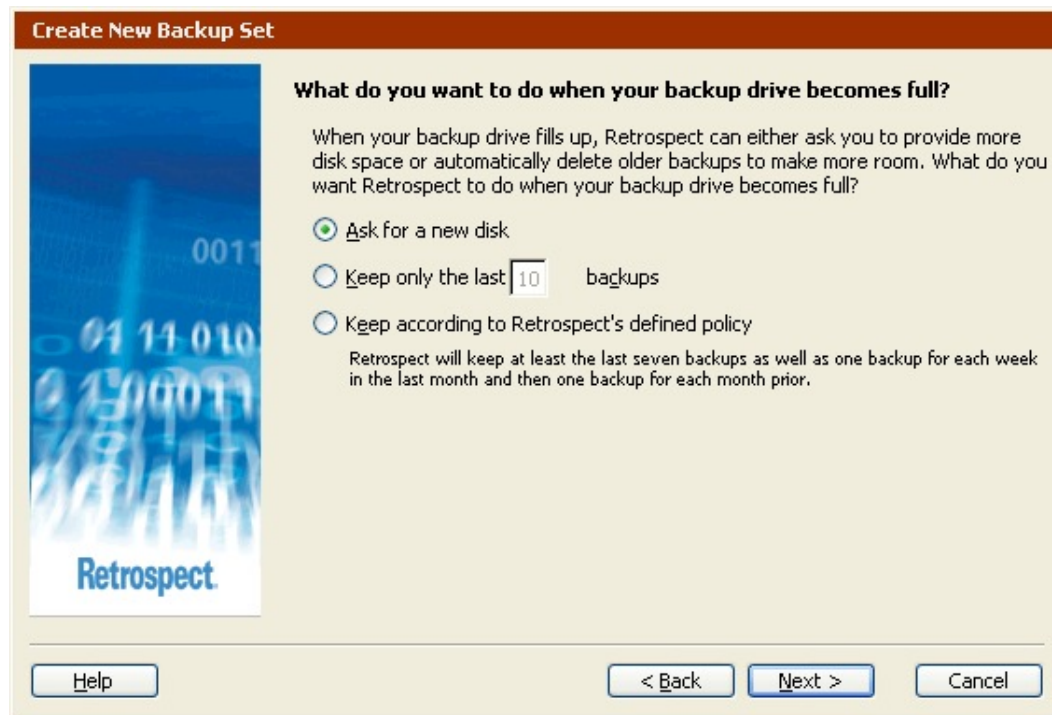 Create New Backup Set
What do you want to do when your backup drive becomes full?
When your backup drive fills up, Retrospect can either ask you to provide more
disk space or automatically delete older backups to make more room. What do you
want Retrospect to do when your backup drive becomes full?
Ask for a new disk
Keep only the last 10 backups
Keep according to Retrospect's defined policy
Retrospect will keep at least the last seven backups as well as one backup for each week
in the last month and then one backup for each month prior.
0011
01 11 010
Retrospect.
Help
< Back
Next >
Cancel